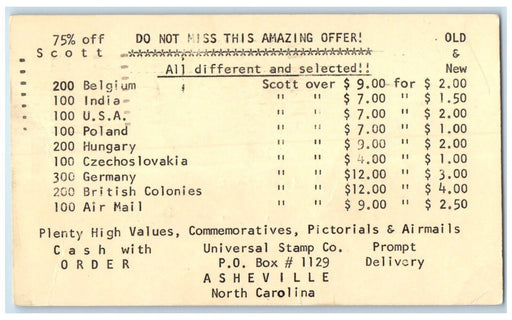 75% off DO NOT MISS THIS AMAZING OFFER! OLD
Scott ************************************* &
All different and selected!! New
200 Belgium Scott over $ 9.00 for $ 2.00
100 India " " $ 7.00 " $ 1.50
100 U.S.A. " " $ 7.00 " $ 2.00
100 Poland " " $ 7.00 " $ 1.00
200 Hungary " " $ 9.00 " $ 2.00
100 Czechoslovakia " " $ 4.00 " $ 1.00
300 Germany " " $12.00 " $ 3.00
200 British Colonies " " $12.00 " $ 4.00
100 Air Mail " " $ 9.00 " $ 2.50
Plenty High Values, Commemoratives, Pictorials & Airmails
Cash with Universal Stamp Co. Prompt
ORDER P.O. Box # 1129 Delivery
ASHEVILLE
North Carolina